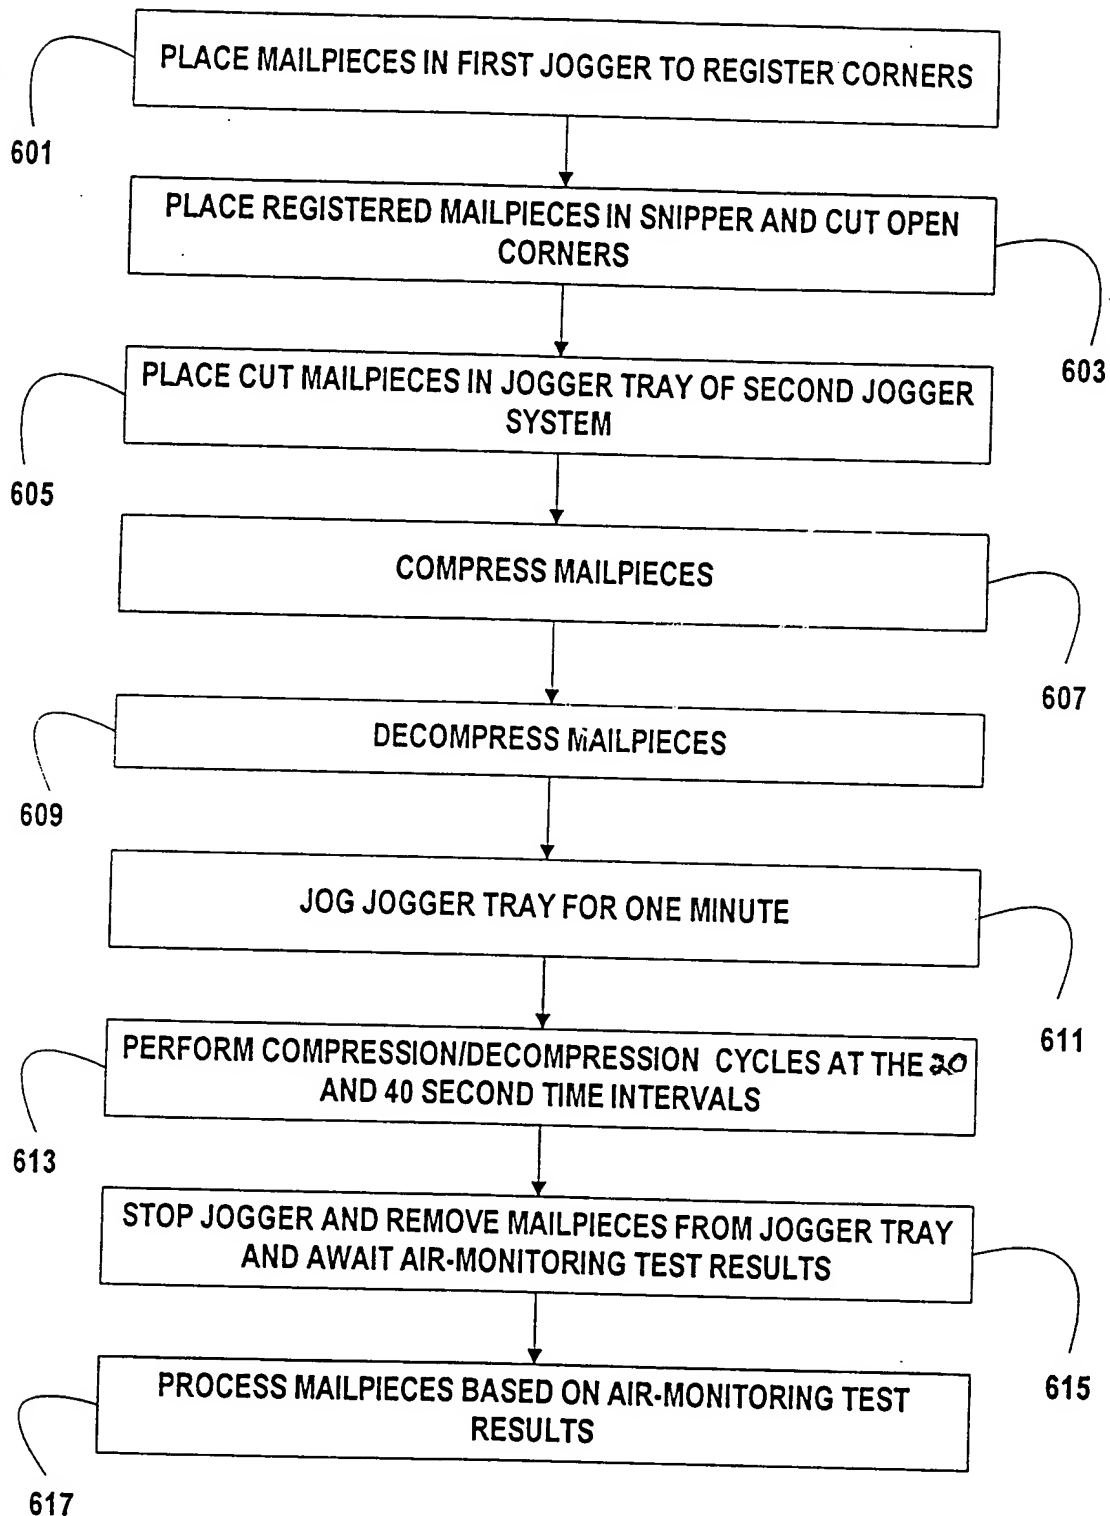 PLACE MAILPIECES IN FIRST JOGGER TO REGISTER CORNERS
601
PLACE REGISTERED MAILPIECES IN SNIPPER AND CUT OPEN
CORNERS
603
PLACE CUT MAILPIECES IN JOGGER TRAY OF SECOND JOGGER
SYSTEM
605
COMPRESS MAILPIECES
607
DECOMPRESS MAILPIECES
609
JOG JOGGER TRAY FOR ONE MINUTE
611
PERFORM COMPRESSION/DECOMPRESSION CYCLES AT THE 20
AND 40 SECOND TIME INTERVALS
613
STOP JOGGER AND REMOVE MAILPIECES FROM JOGGER TRAY
AND AWAIT AIR-MONITORING TEST RESULTS
615
PROCESS MAILPIECES BASED ON AIR-MONITORING TEST
RESULTS
617